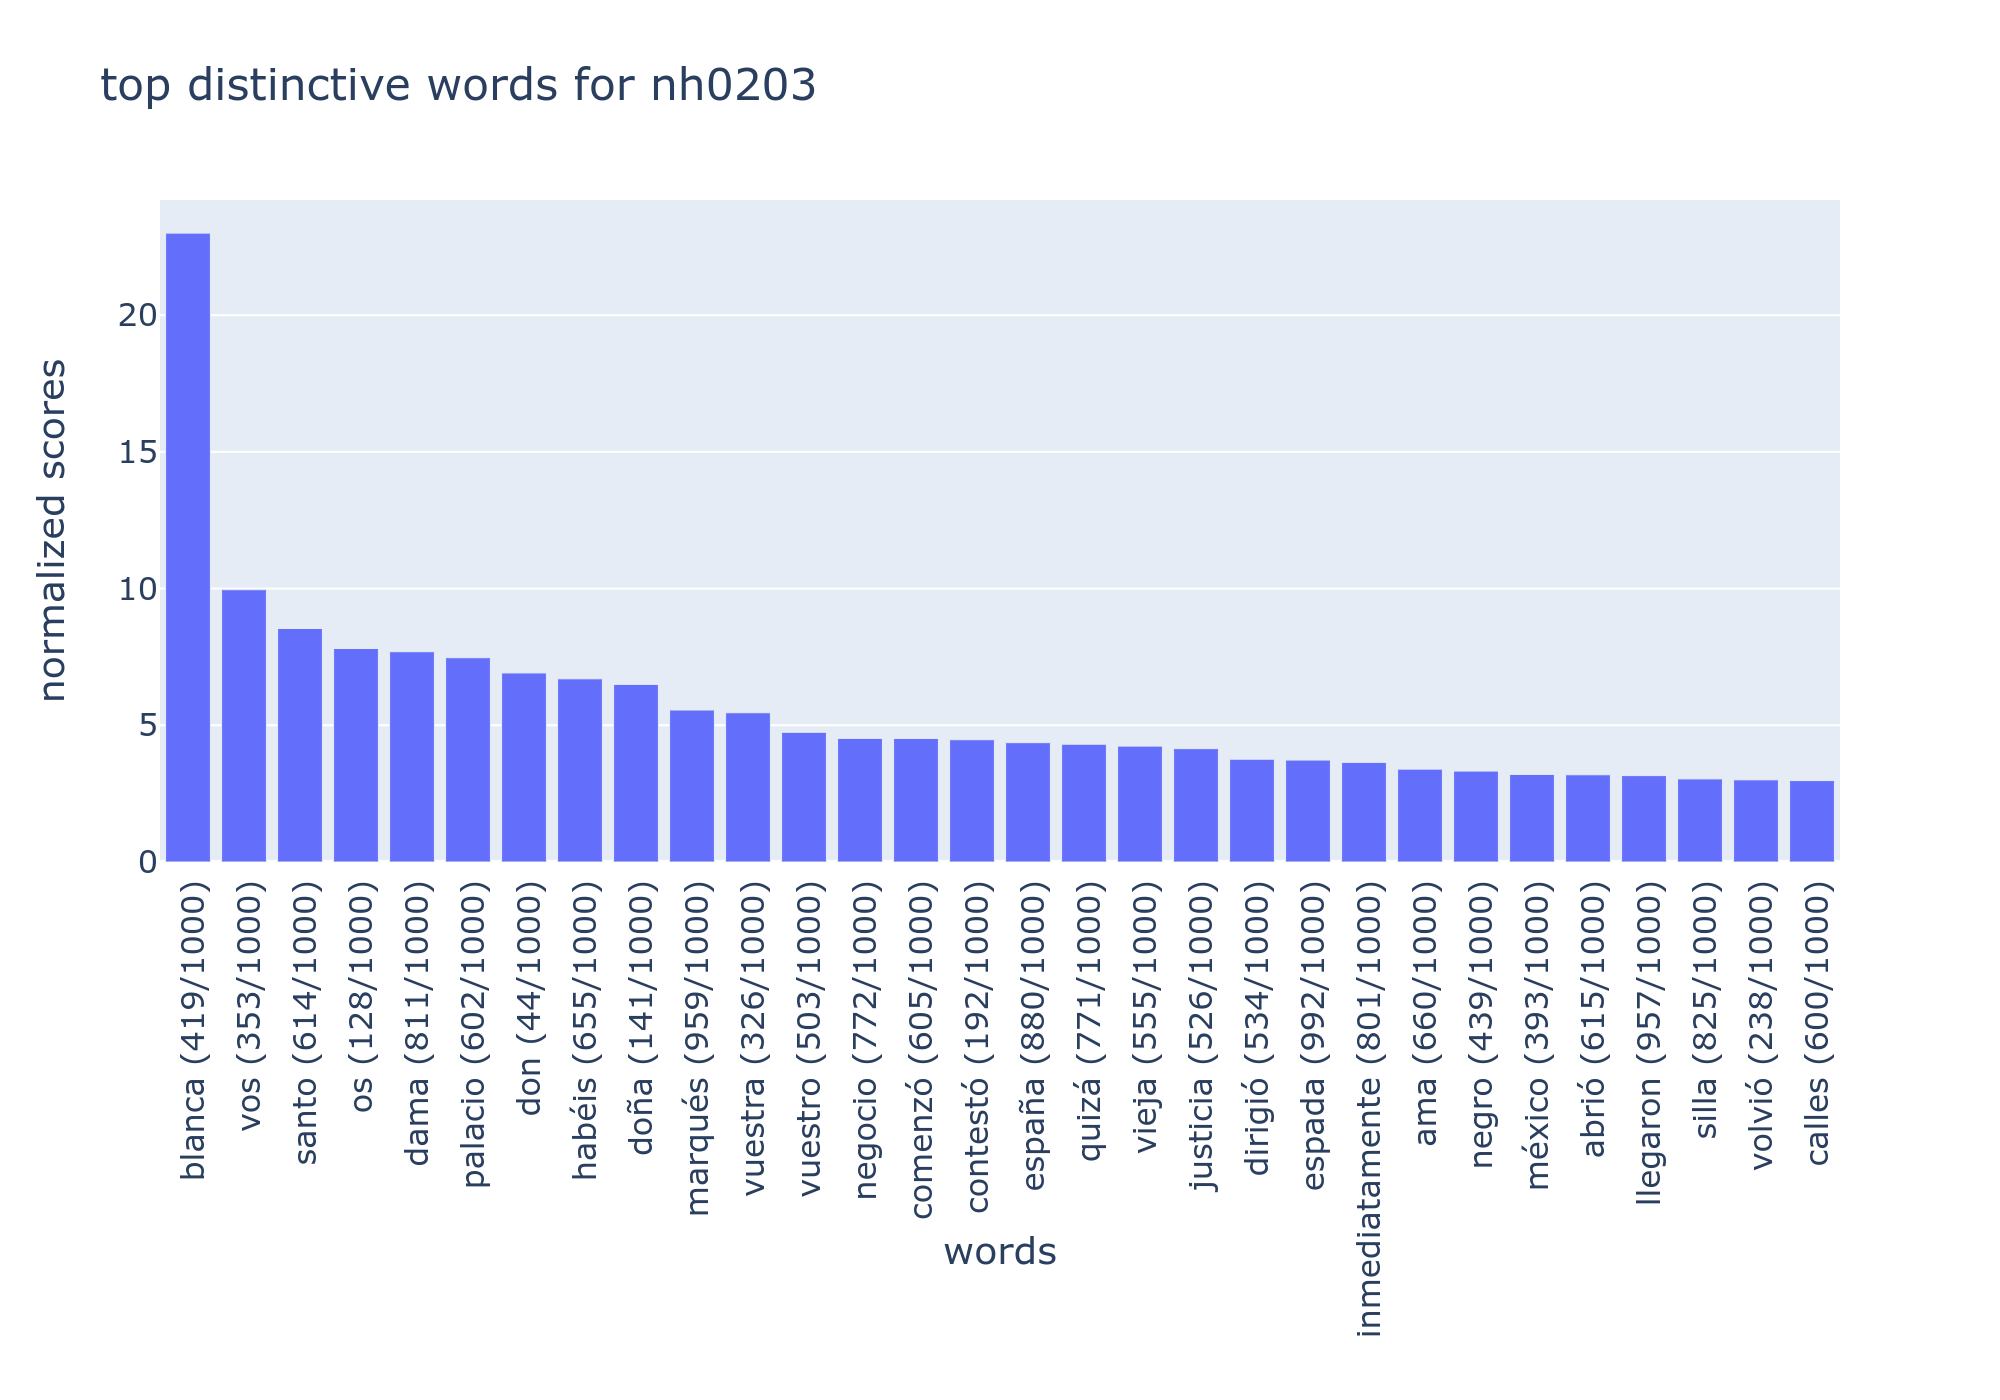 top distinctive words for nh0203
normalized scores
20
15
10
5
0
blanca (419/1000)
vos (353/1000)
santo (614/1000)
os (128/1000)
dama (811/1000)
palacio (602/1000)
don (44/1000)
habéis (655/1000)
doña (141/1000)
marqués (959/1000)
vuestra (326/1000)
vuestro (503/1000)
negocio (772/1000)
comenzó (605/1000)
contestó (192/1000)
españa (880/1000)
quizá (771/1000)
vieja (555/1000)
justicia (526/1000)
dirigió (534/1000)
espada (992/1000)
inmediatamente (801/1000)
ama (660/1000)
negro (439/1000)
méxico (393/1000)
abrió (615/1000)
llegaron (957/1000)
silla (825/1000)
volvió (238/1000)
calles (600/1000)
words